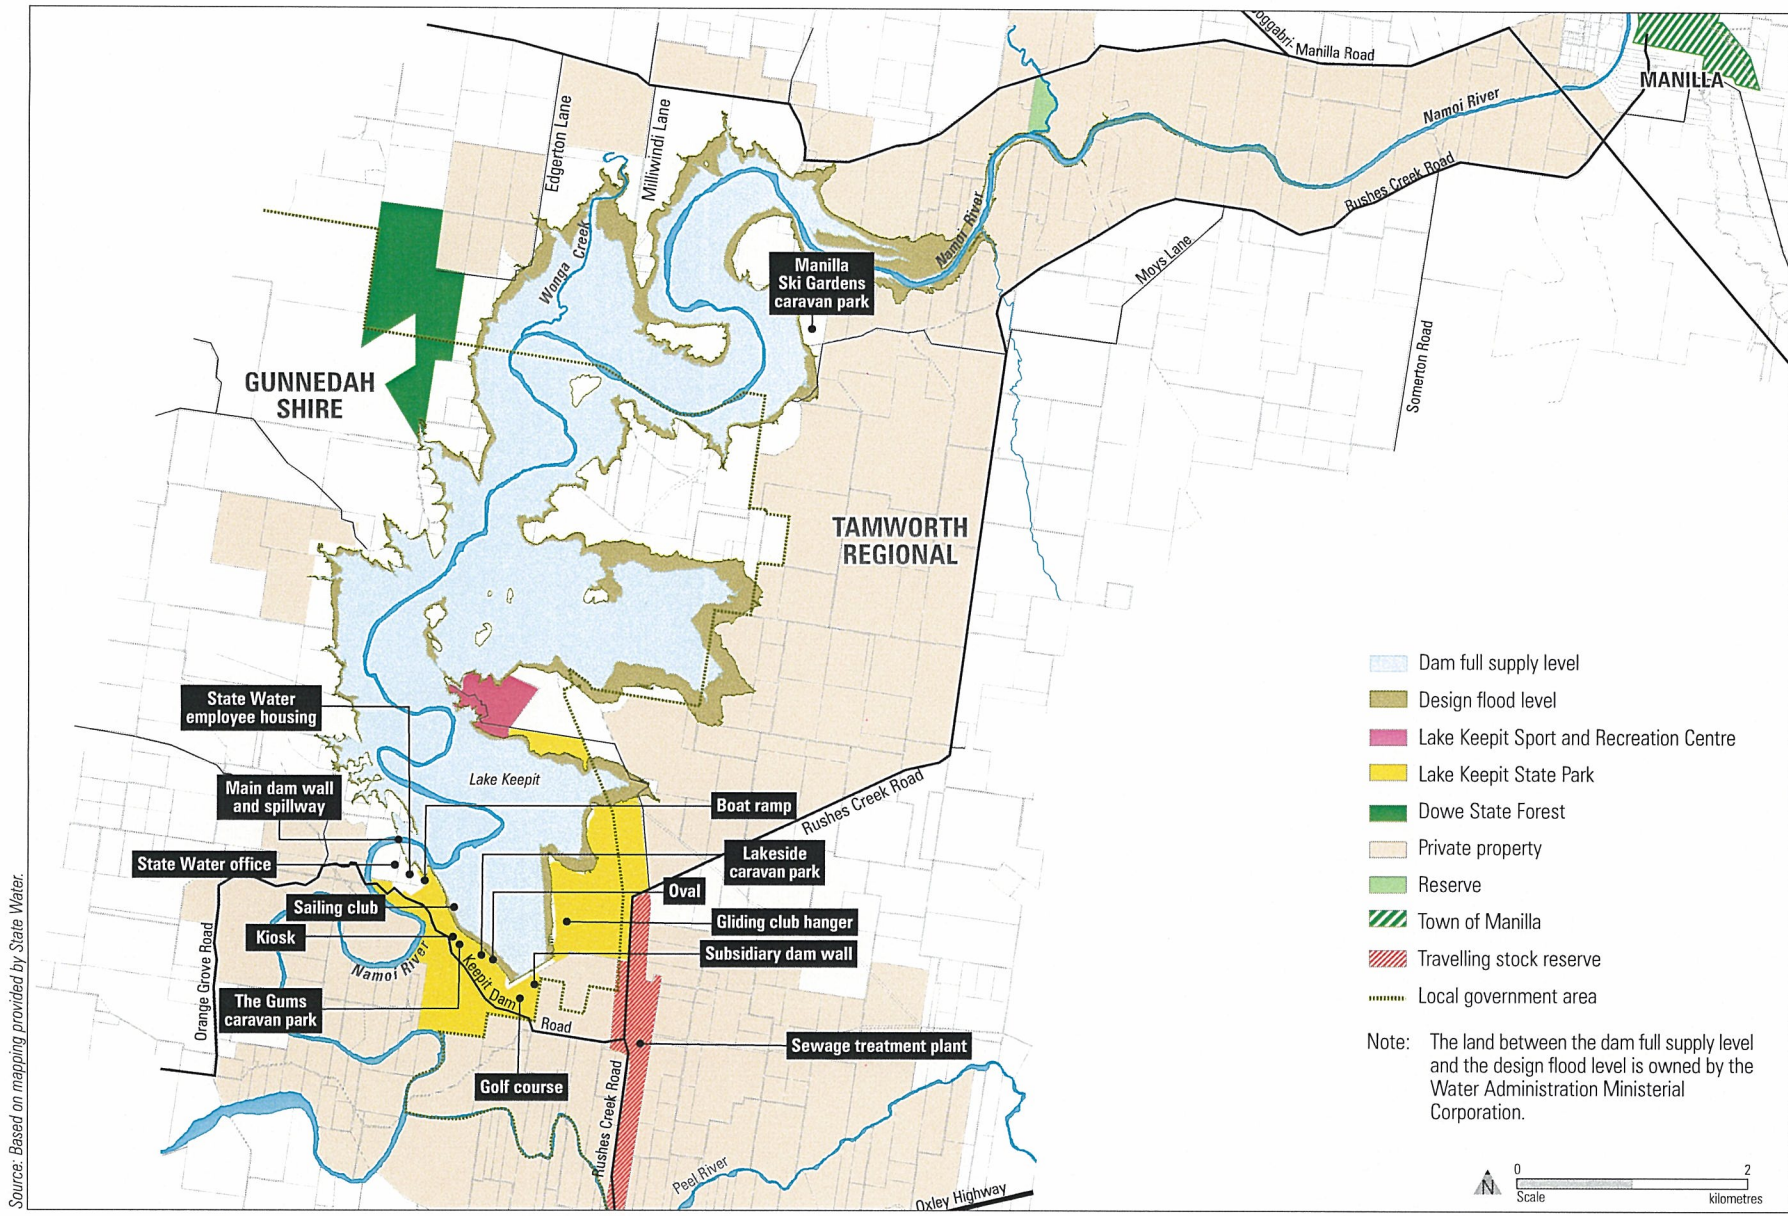 Boggabri- Manilla Road
MANILLA
Namoi River
Edgerton Lane
Milliwindi Lane
Rushes Creek Road
Namoi River
Wonga Creek
Moys Lane
Manilla
Ski Gardens
caravan park
Somerton Road
GUNNEDAH
SHIRE
TAMWORTH
REGIONAL
State Water
employee housing
Lake Keepit
Main dam wall
and spillway
Boat ramp
Rushes Creek Road
State Water office
Lakeside
caravan park
Oval
Sailing club
Gliding club hanger
Kiosk
Subsidiary dam wall
Orange Grove Road
Namoi River
Keepit Dam Road
The Gums
caravan park
Sewage treatment plant
Golf course
Rushes Creek Road
Peel River
Oxley Highway
Dam full supply level
Design flood level
Lake Keepit Sport and Recreation Centre
Lake Keepit State Park
Dowe State Forest
Private property
Reserve
Town of Manilla
Travelling stock reserve
Local government area
Note: The land between the dam full supply level
and the design flood level is owned by the
Water Administration Ministerial
Corporation.
N
0 2
Scale kilometres
Source: Based on mapping provided by State Water.